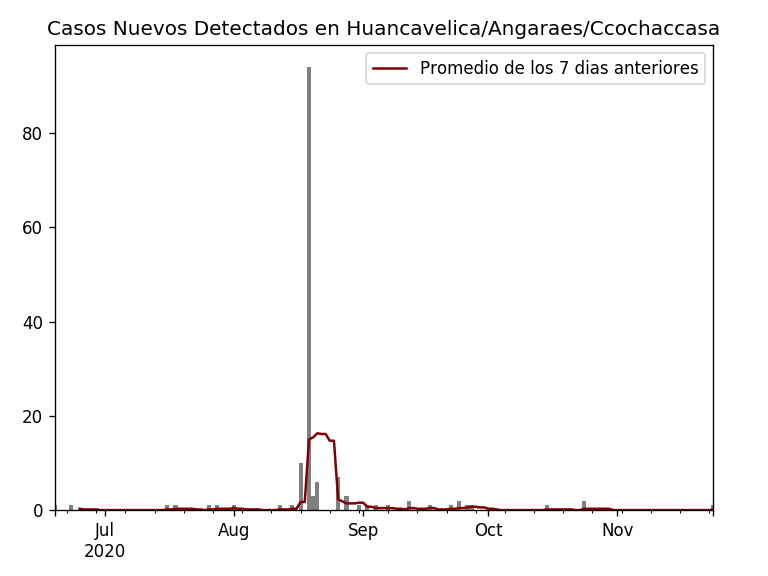 Casos Nuevos Detectados en Huancavelica/Angaraes/Ccochaccasa
Promedio de los 7 dias anteriores
80
60
40
20
0
Jul Aug Sep Oct Nov
2020